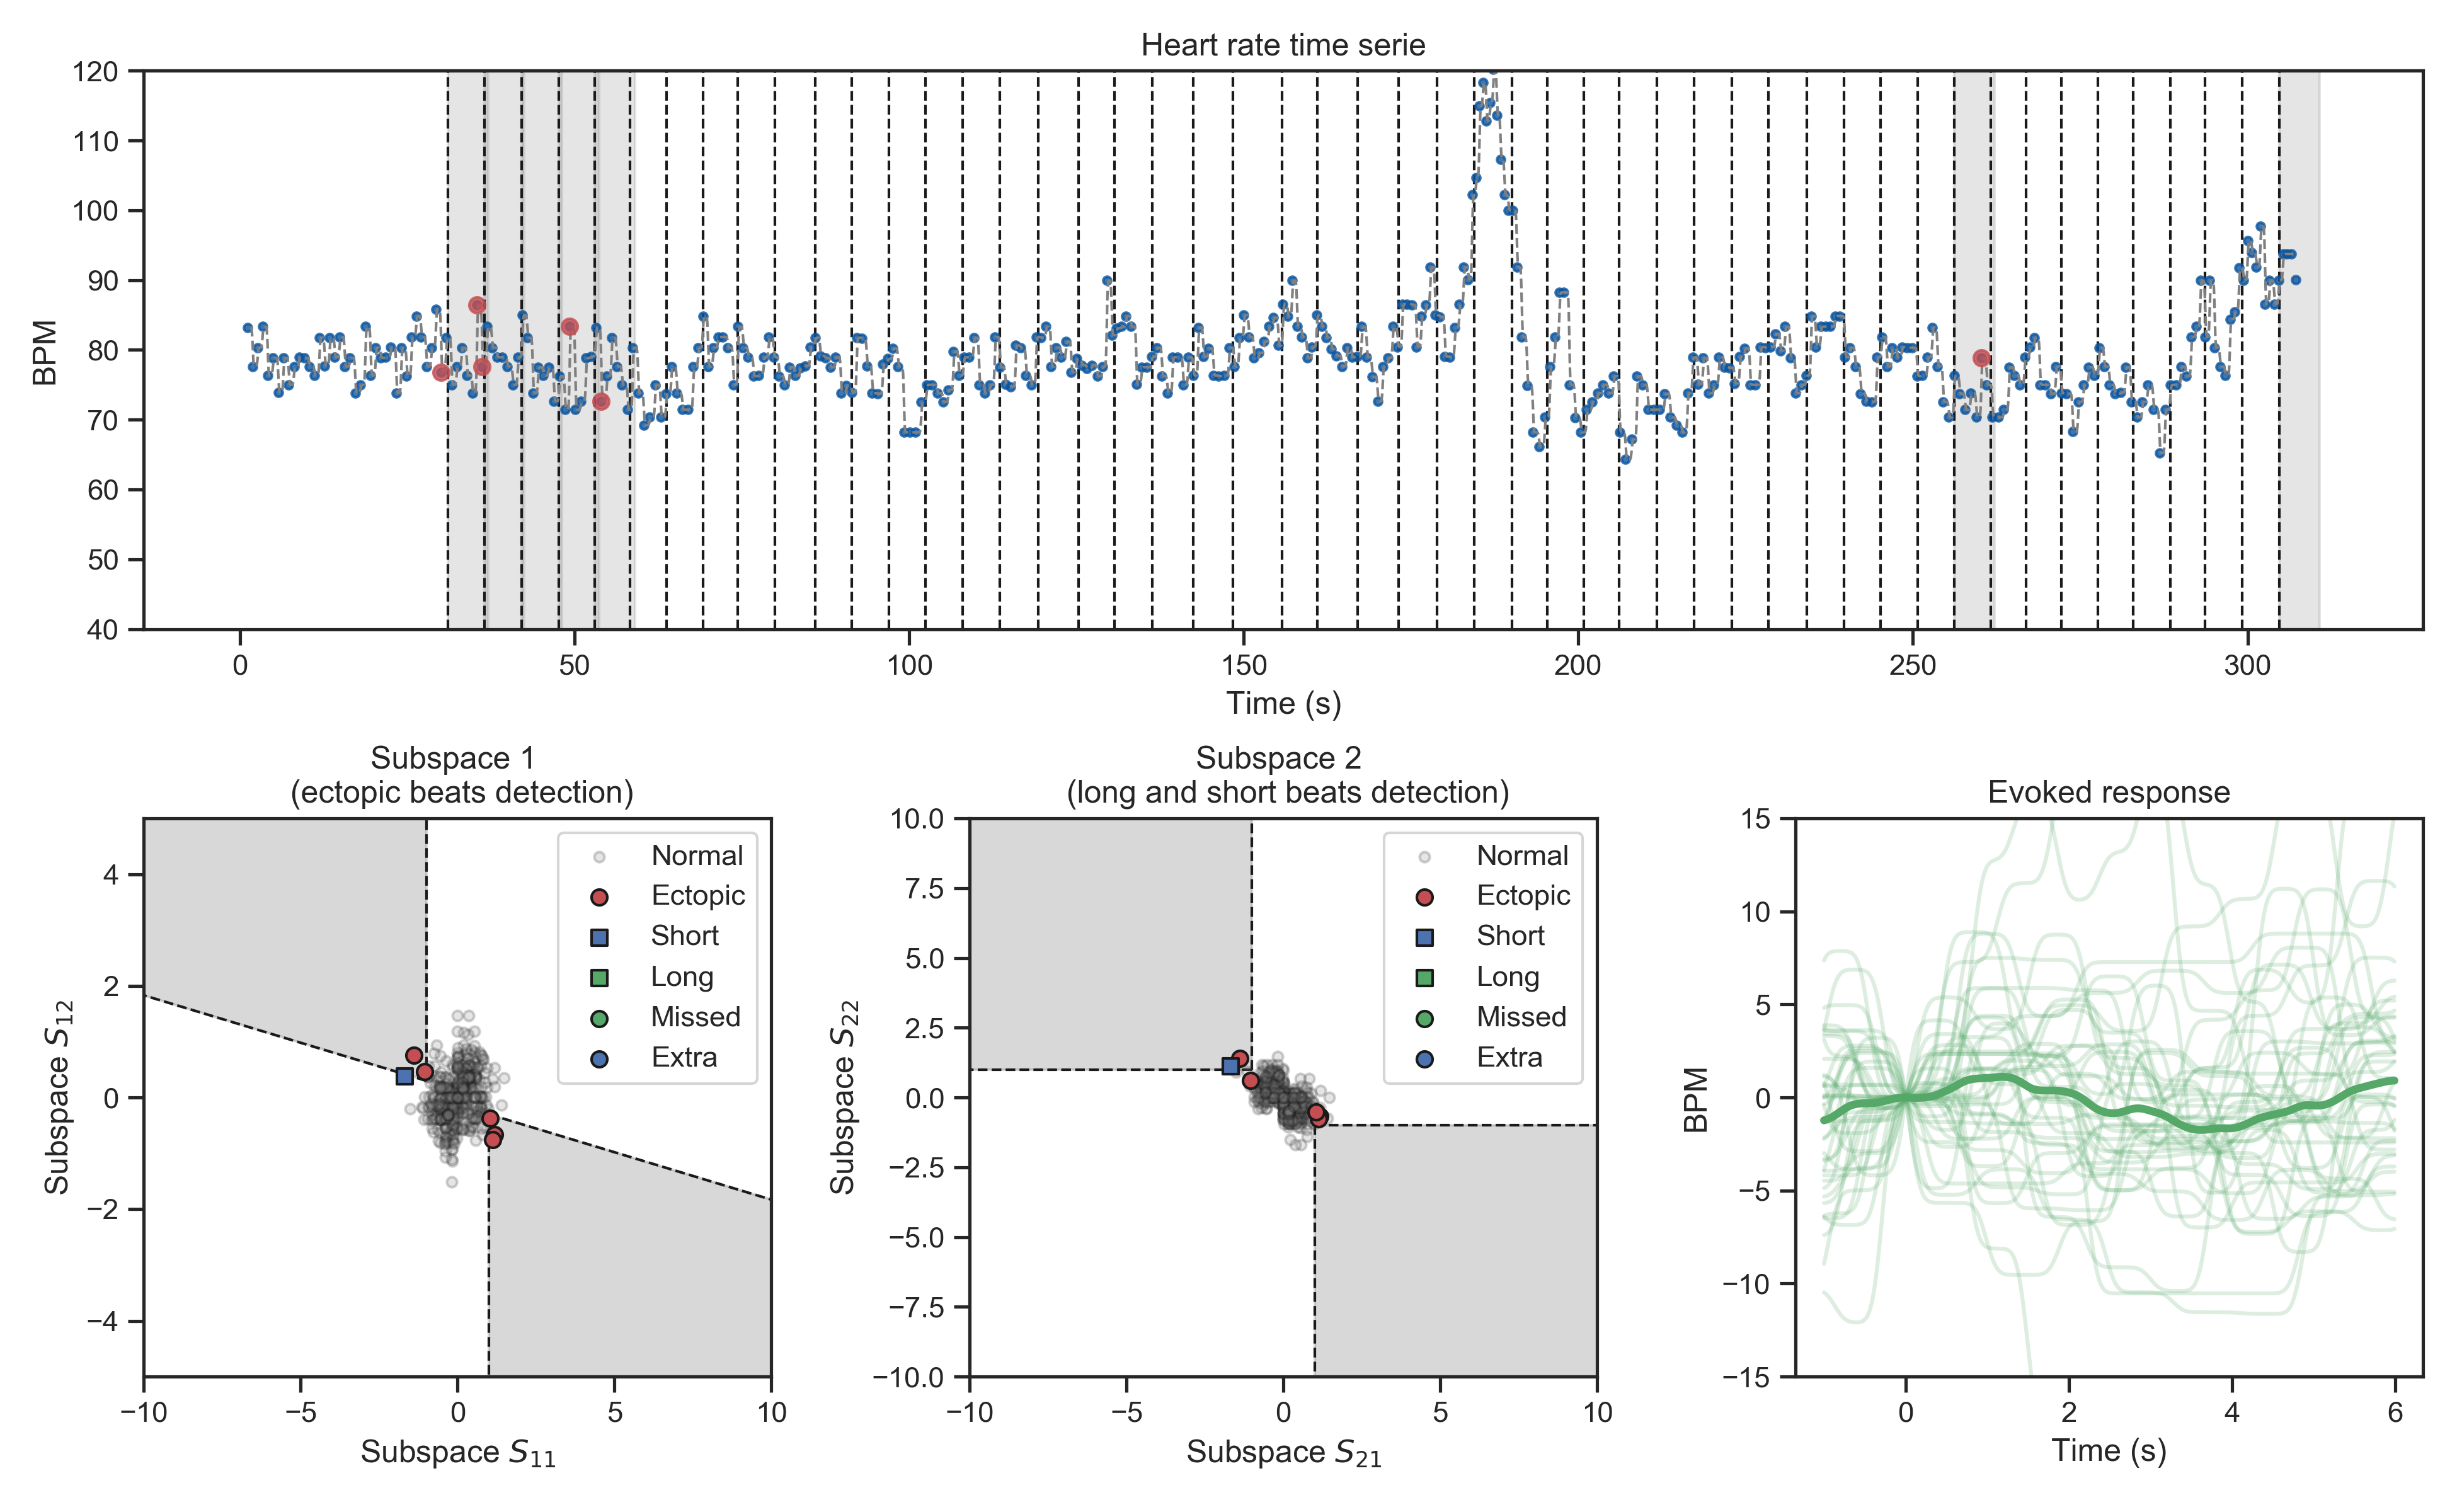 Heart rate time serie
120
110
100
90
80
70
60
50
40
BPM
0
50
100
150
200
250
300
Time (s)
Subspace 1
(ectopic beats detection)
4
2
0
−2
−4
Subspace S12
−10
−5
0
5
10
Subspace S11
Normal
Ectopic
Short
Long
Missed
Extra
Subspace 2
(long and short beats detection)
10.0
7.5
5.0
2.5
0.0
−2.5
−5.0
−7.5
−10.0
Subspace S22
−10
−5
0
5
10
Subspace S21
Normal
Ectopic
Short
Long
Missed
Extra
Evoked response
15
10
5
0
−5
−10
−15
BPM
0
2
4
6
Time (s)